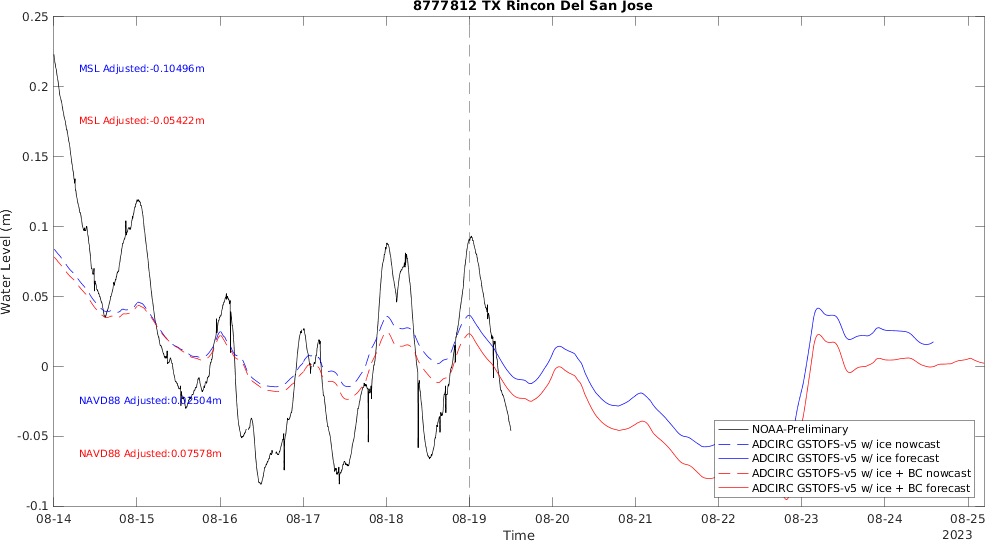 8777812 TX Rincon Del San Jose
0.25
0.2
0.15
0.1
0.05
0
-0.05
-0.1
Water Level (m)
MSL Adjusted:-0.10496m
MSL Adjusted:-0.05422m
NAVD88 Adjusted:0.02504m
NAVD88 Adjusted:0.07578m
NOAA-Preliminary
ADCIRC GSTOFS-v5 w/ ice nowcast
ADCIRC GSTOFS-v5 w/ ice forecast
ADCIRC GSTOFS-v5 w/ ice + BC nowcast
ADCIRC GSTOFS-v5 w/ ice + BC forecast
08-14 08-15 08-16 08-17 08-18 08-19 08-20 08-21 08-22 08-23 08-24 08-25
Time
2023